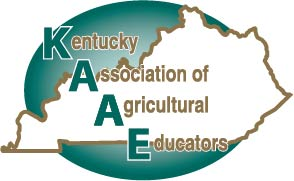 Kentucky
Association of
Agricultural
Educators